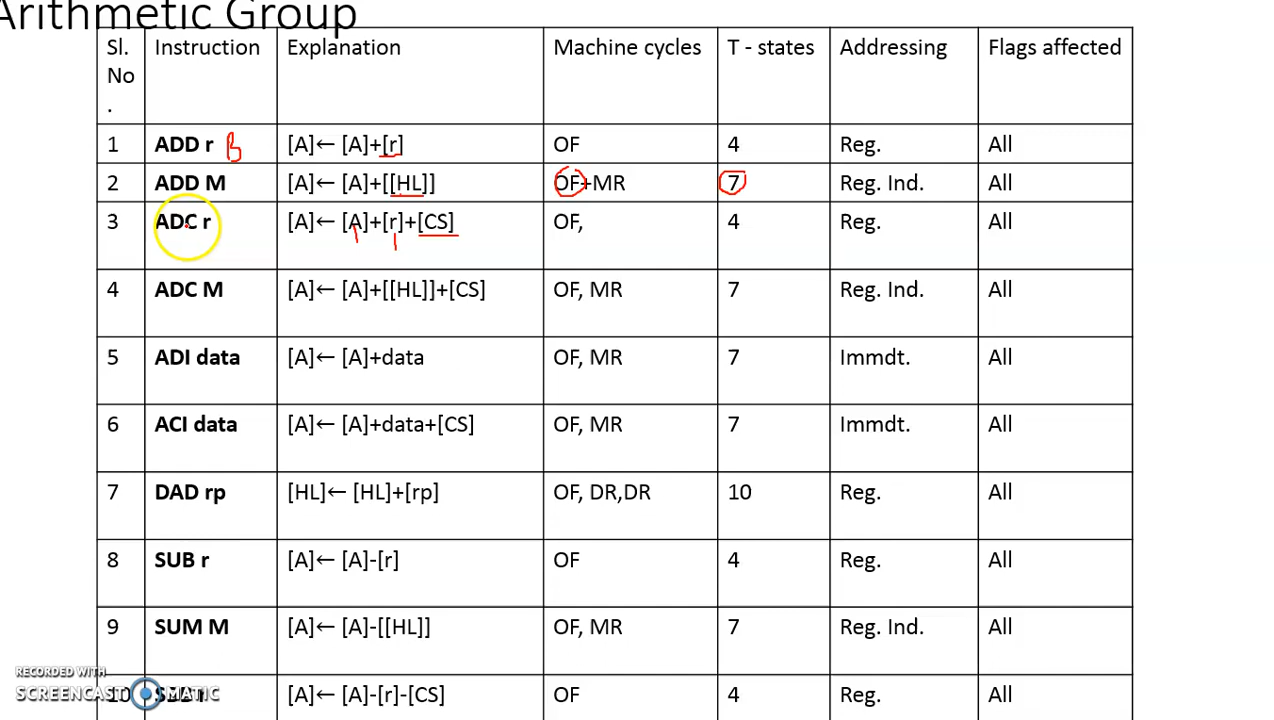 Arithmetic Group
Sl. No . Instruction Explanation Machine cycles T - states Addressing Flags affected
1 ADD r B [A]← [A]+[r] OF 4 Reg. All
2 ADD M [A]← [A]+[[HL]] OF+MR 7 Reg. Ind. All
3 ADC r [A]← [A]+[r]+[CS] OF, 4 Reg. All
4 ADC M [A]← [A]+[[HL]]+[CS] OF, MR 7 Reg. Ind. All
5 ADI data [A]← [A]+data OF, MR 7 Immdt. All
6 ACI data [A]← [A]+data+[CS] OF, MR 7 Immdt. All
7 DAD rp [HL]← [HL]+[rp] OF, DR,DR 10 Reg. All
8 SUB r [A]← [A]-[r] OF 4 Reg. All
9 SUM M [A]← [A]-[[HL]] OF, MR 7 Reg. Ind. All
10 [A]← [A]-[r]-[CS] OF 4 Reg. All
RECORDED WITH
SCREENCAST MATIC